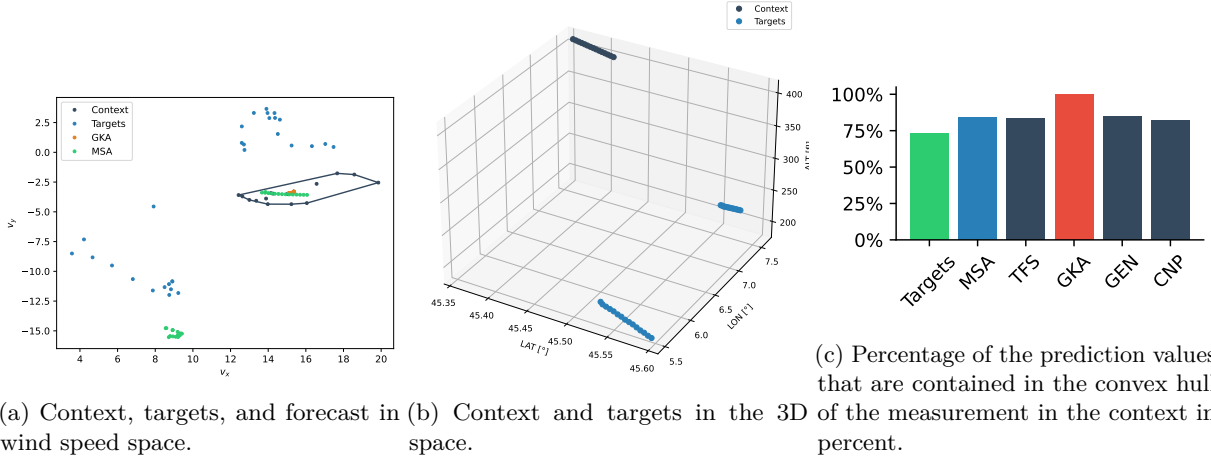 Context
Targets
GKA
MSA
2.5
0.0
−2.5
−5.0
−7.5
−10.0
−12.5
−15.0
4 6 8 10 12 14 16 18 20
vx
vy
(a) Context, targets, and forecast in
wind speed space.
Context
Targets
400
350
300
250
200
7.5
7.0
6.5
6.0
5.5
LON [°]
45.35 45.40 45.45 45.50 45.55 45.60
LAT [°]
(b) Context and targets in the 3D
space.
100%
75%
50%
25%
0%
Targets MSA TFS GKA GEN CNP
(c) Percentage of the prediction values
that are contained in the convex hull
of the measurement in the context in
percent.